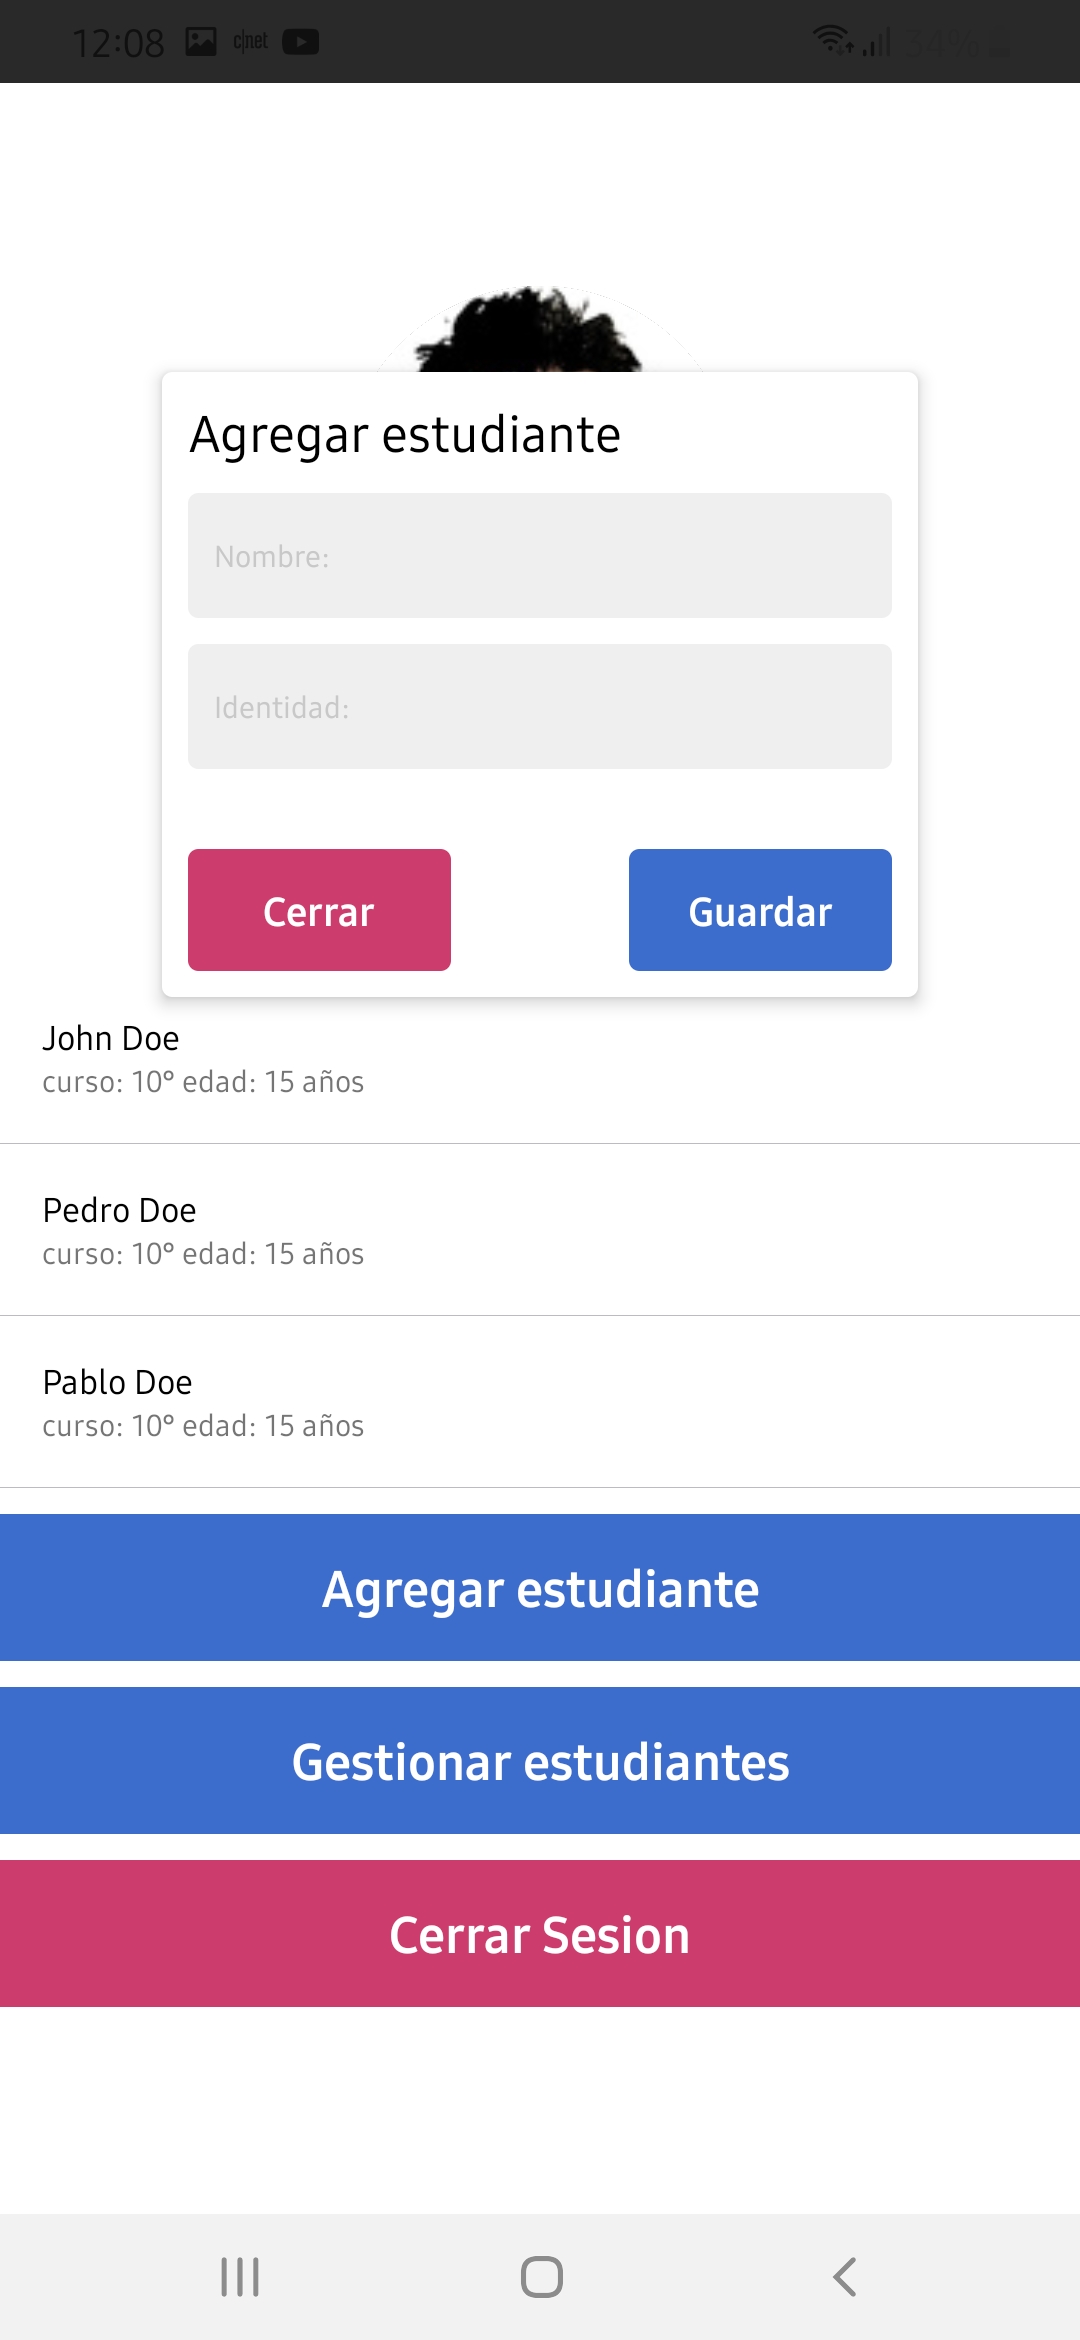 12:08 c|net 34%
Agregar estudiante
Nombre:
Identidad:
Cerrar Guardar
John Doe
curso: 10° edad: 15 años
Pedro Doe
curso: 10° edad: 15 años
Pablo Doe
curso: 10° edad: 15 años
Agregar estudiante
Gestionar estudiantes
Cerrar Sesion